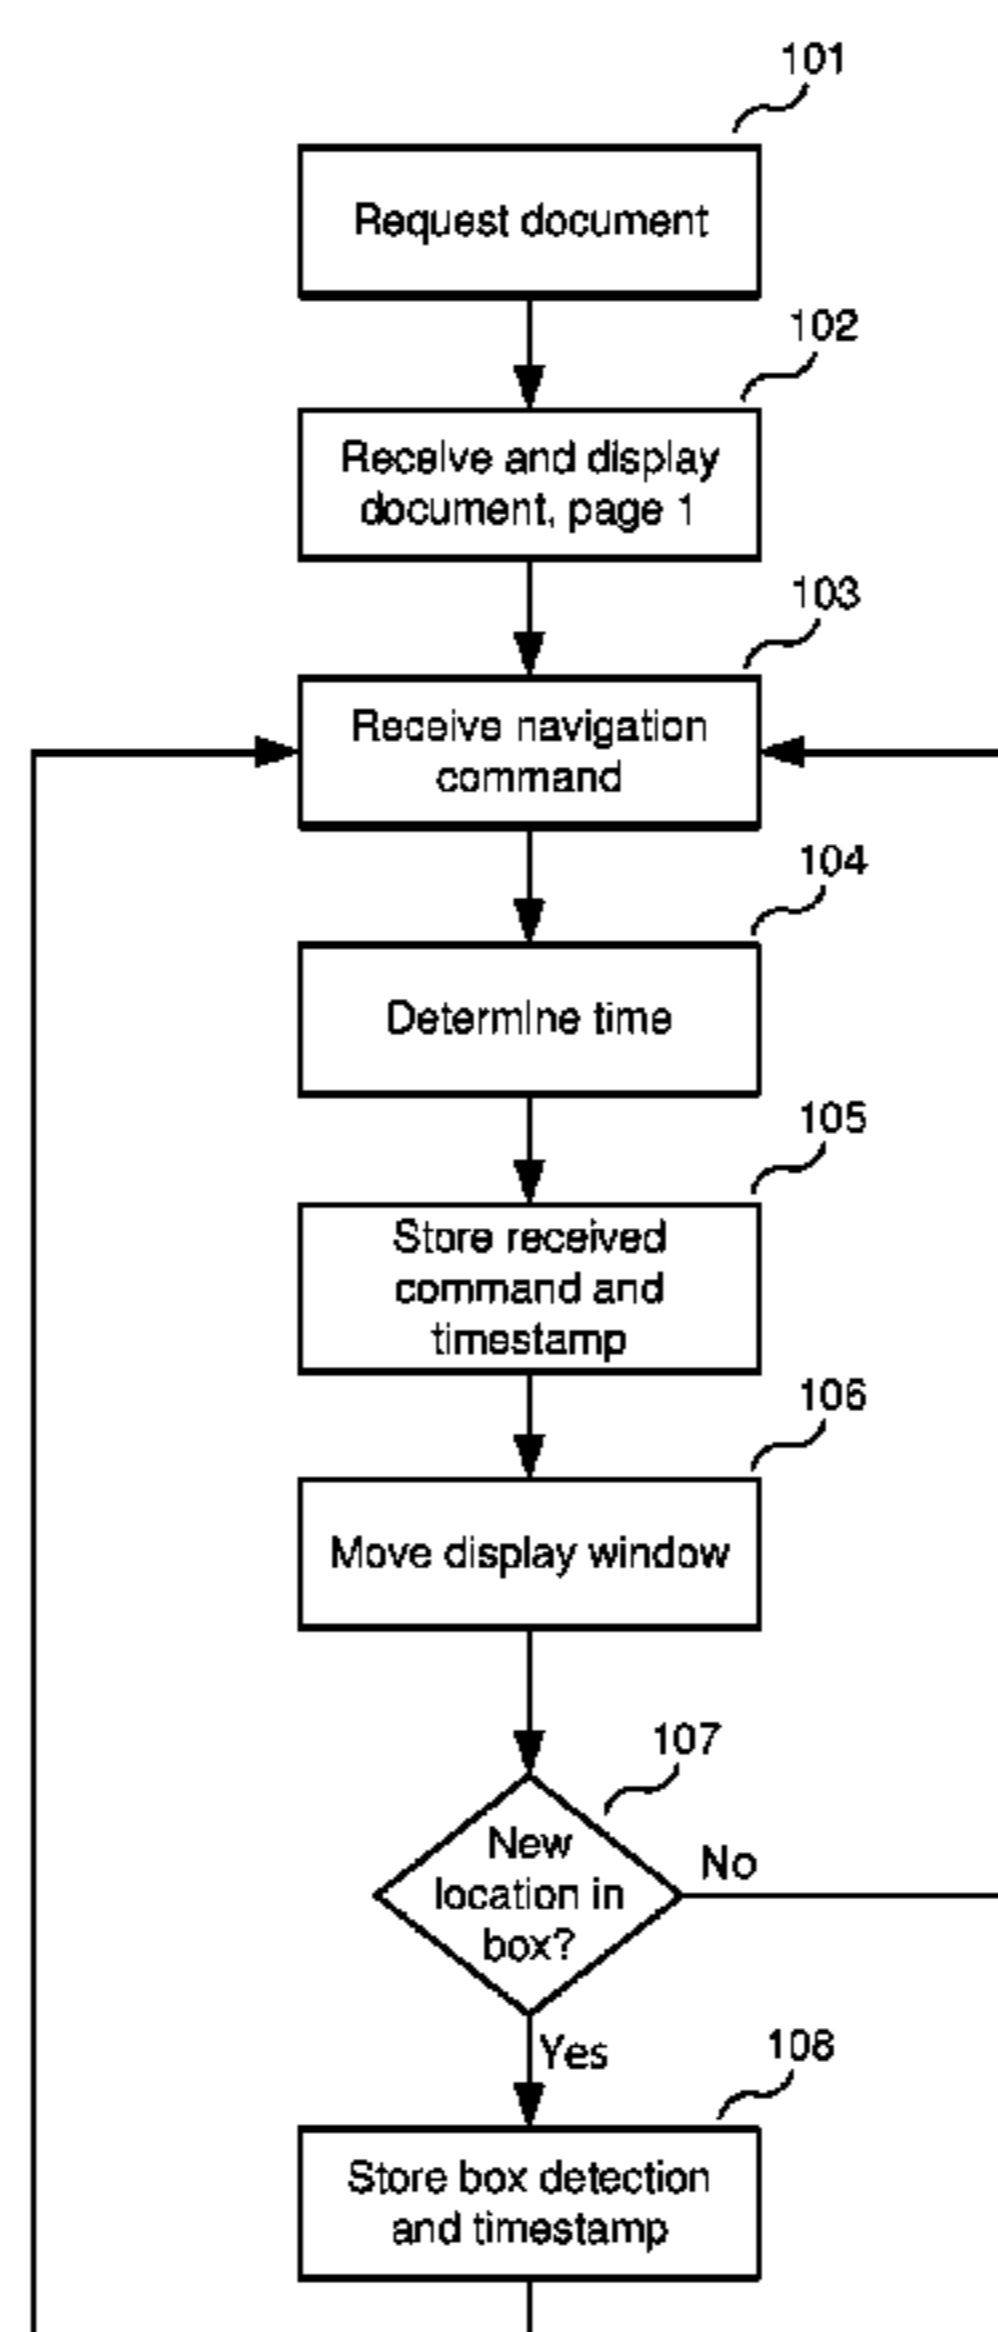 101
Request document
102
Receive and display
document, page 1
103
Receive navigation
command
104
Determine time
105
Store received
command and
timestamp
106
Move display window
107
New
location in
box?
No
Yes
108
Store box detection
and timestamp